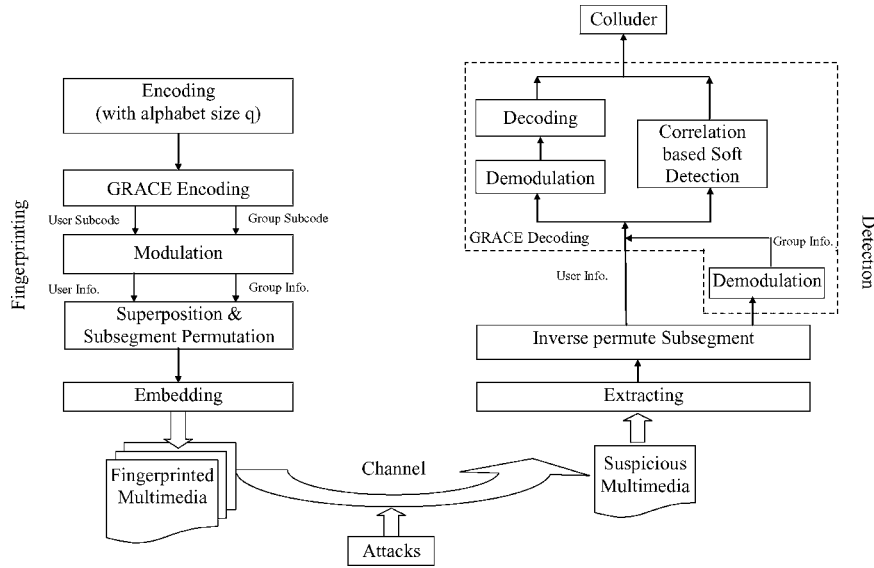 Fingerprinting
Encoding
(with alphabet size q)
GRACE Encoding
User Subcode
Group Subcode
Modulation
User Info.
Group Info.
Superposition &
Subsegment Permutation
Embedding
Fingerprinted
Multimedia
Channel
Attacks
Suspicious
Multimedia
Extracting
Inverse permute Subsegment
User Info.
Demodulation
Group Info.
GRACE Decoding
Demodulation
Decoding
Correlation
based Soft
Detection
Colluder
Detection